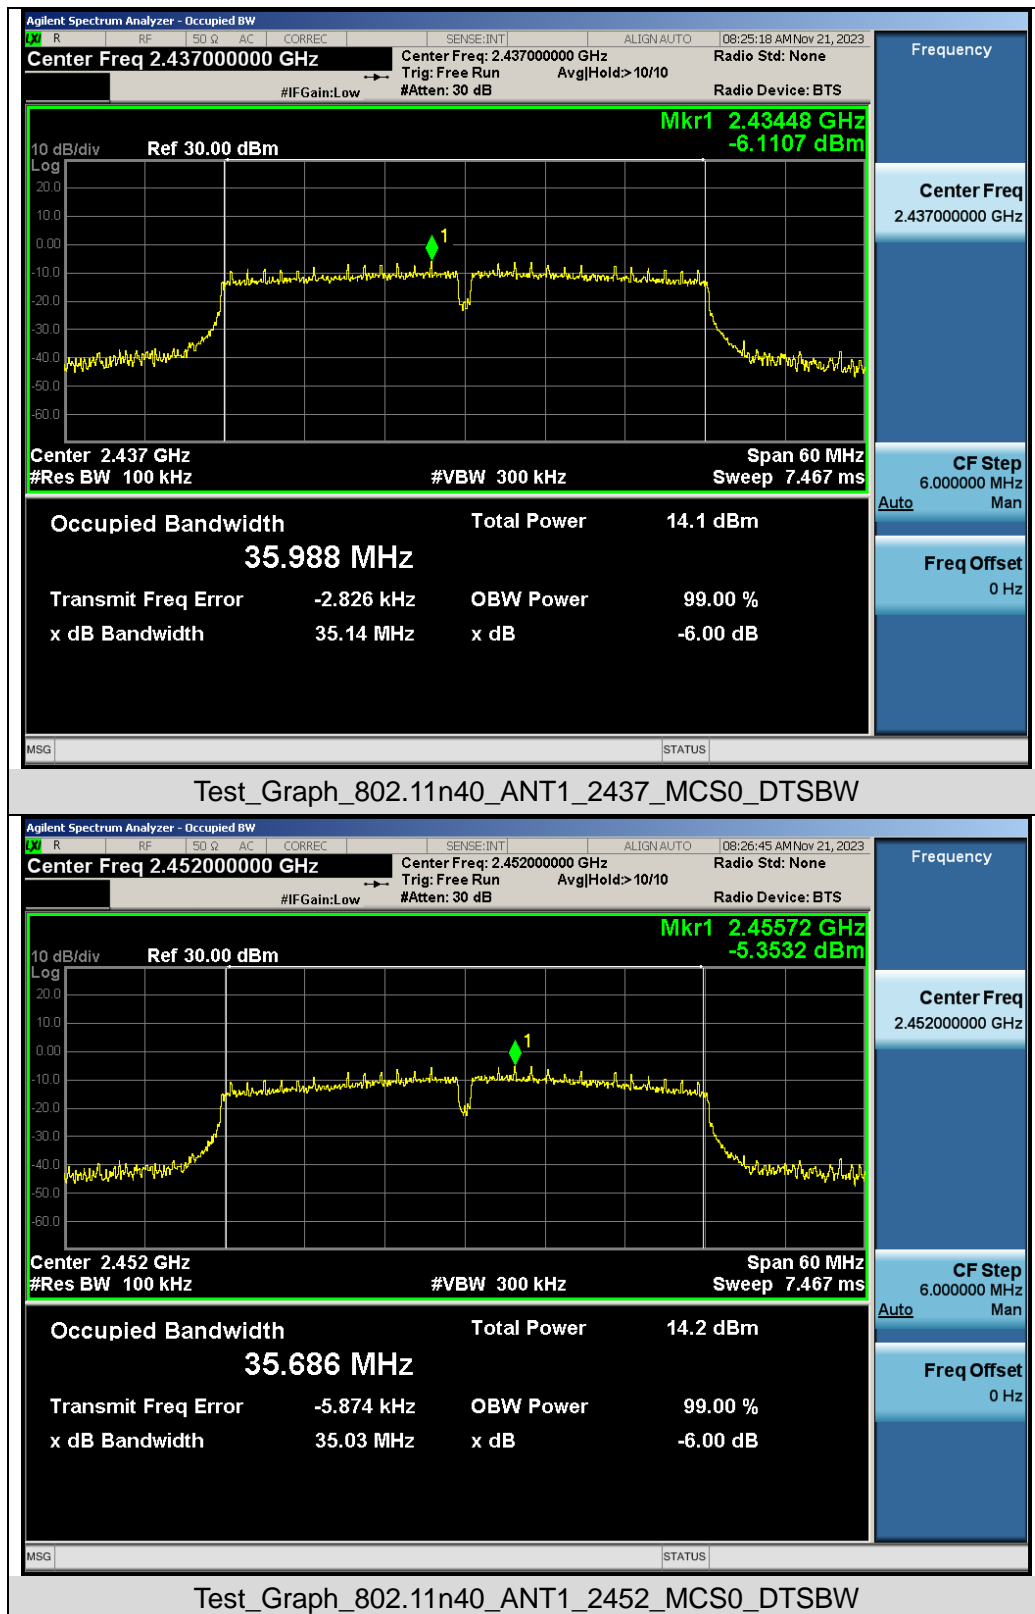 Agilent Spectrum Analyzer - Occupied BW
LXI R RF 50 Ω AC CORREC SENSE:INT ALIGN AUTO 08:25:18 AM Nov 21, 2023
Center Freq 2.437000000 GHz Center Freq: 2.437000000 GHz Radio Std: None
Trig: Free Run Avg|Hold:>10/10
#IFGain:Low #Atten: 30 dB Radio Device: BTS
Frequency
Mkr1 2.43448 GHz
-6.1107 dBm
10 dB/div Ref 30.00 dBm
Log
20.0
10.0
0.00
-10.0
-20.0
-30.0
-40.0
-50.0
-60.0
1
Center Freq
2.437000000 GHz
Center 2.437 GHz Span 60 MHz
#Res BW 100 kHz #VBW 300 kHz Sweep 7.467 ms
CF Step
6.000000 MHz
Auto Man
Occupied Bandwidth Total Power 14.1 dBm
35.988 MHz
Transmit Freq Error -2.826 kHz OBW Power 99.00 %
x dB Bandwidth 35.14 MHz x dB -6.00 dB
Freq Offset
0 Hz
MSG STATUS
Test_Graph_802.11n40_ANT1_2437_MCS0_DTSBW
Agilent Spectrum Analyzer - Occupied BW
LXI R RF 50 Ω AC CORREC SENSE:INT ALIGN AUTO 08:26:45 AM Nov 21, 2023
Center Freq 2.452000000 GHz Center Freq: 2.452000000 GHz Radio Std: None
Trig: Free Run Avg|Hold:>10/10
#IFGain:Low #Atten: 30 dB Radio Device: BTS
Frequency
Mkr1 2.45572 GHz
-5.3532 dBm
10 dB/div Ref 30.00 dBm
Log
20.0
10.0
0.00
-10.0
-20.0
-30.0
-40.0
-50.0
-60.0
1
Center Freq
2.452000000 GHz
Center 2.452 GHz Span 60 MHz
#Res BW 100 kHz #VBW 300 kHz Sweep 7.467 ms
CF Step
6.000000 MHz
Auto Man
Occupied Bandwidth Total Power 14.2 dBm
35.686 MHz
Transmit Freq Error -5.874 kHz OBW Power 99.00 %
x dB Bandwidth 35.03 MHz x dB -6.00 dB
Freq Offset
0 Hz
MSG STATUS
Test_Graph_802.11n40_ANT1_2452_MCS0_DTSBW